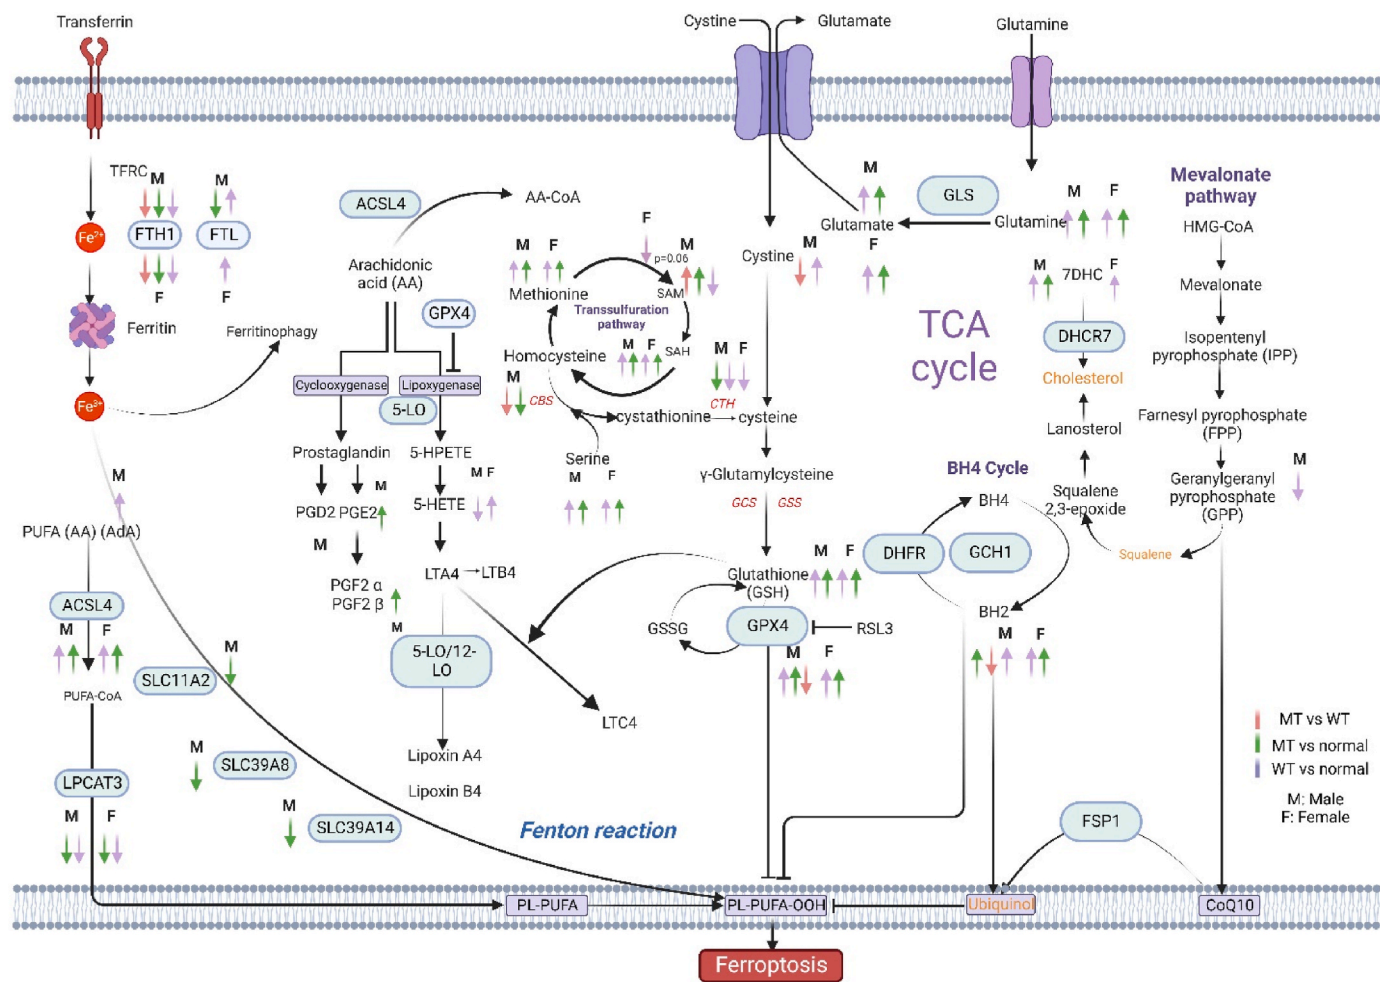 Transferrin
Cystine
Glutamate
Glutamine
TFRC
M
M
Fe²⁺
FTH1
FTL
F
F
Ferritin
Ferritinophagy
Fe³⁺
ACSL4
AA-CoA
Arachidonic
acid (AA)
GPX4
Cyclooxygenase
Lipoxygenase
5-LO
Prostaglandin
5-HPETE
M
M F
PGD2 PGE2
5-HETE
M
PGF2 α
PGF2 β
LTA4
LTB4
M
5-LO/12-
LO
LTC4
Lipoxin A4
Lipoxin B4
M F
Methionine
F
p=0.06
M
SAM
Transsulfuration
pathway
Homocysteine
M F
SAH
M
CBS
M F
CTH
cystathionine
cysteine
Serine
M F
Cystine
M
M
Glutamate
F
GLS
Glutamine
M F
γ-Glutamylcysteine
GCS GSS
Glutathione
(GSH)
M F
GSSG
GPX4
RSL3
M F
TCA
cycle
Mevalonate
pathway
HMG-CoA
Mevalonate
Isopentenyl
pyrophosphate (IPP)
Farnesyl pyrophosphate
(FPP)
Geranylgeranyl
pyrophosphate
(GPP)
M
M F
7DHC
DHCR7
Cholesterol
Lanosterol
Squalene
2,3-epoxide
Squalene
BH4 Cycle
BH4
DHFR
GCH1
BH2
M F
M
PUFA (AA) (AdA)
ACSL4
M F
PUFA-CoA
LPCAT3
M F
M
SLC11A2
M
SLC39A8
M
SLC39A14
Fenton reaction
FSP1
MT vs WT
MT vs normal
WT vs normal
M: Male
F: Female
PL-PUFA
PL-PUFA-OOH
Ubiquinol
CoQ10
Ferroptosis